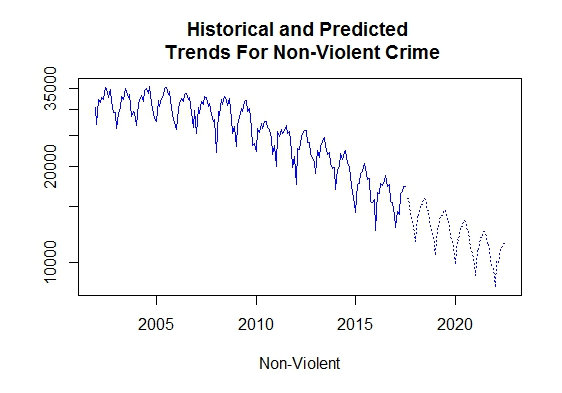 Historical and Predicted
Trends For Non-Violent Crime
35000
20000
10000
2005 2010 2015 2020
Non-Violent